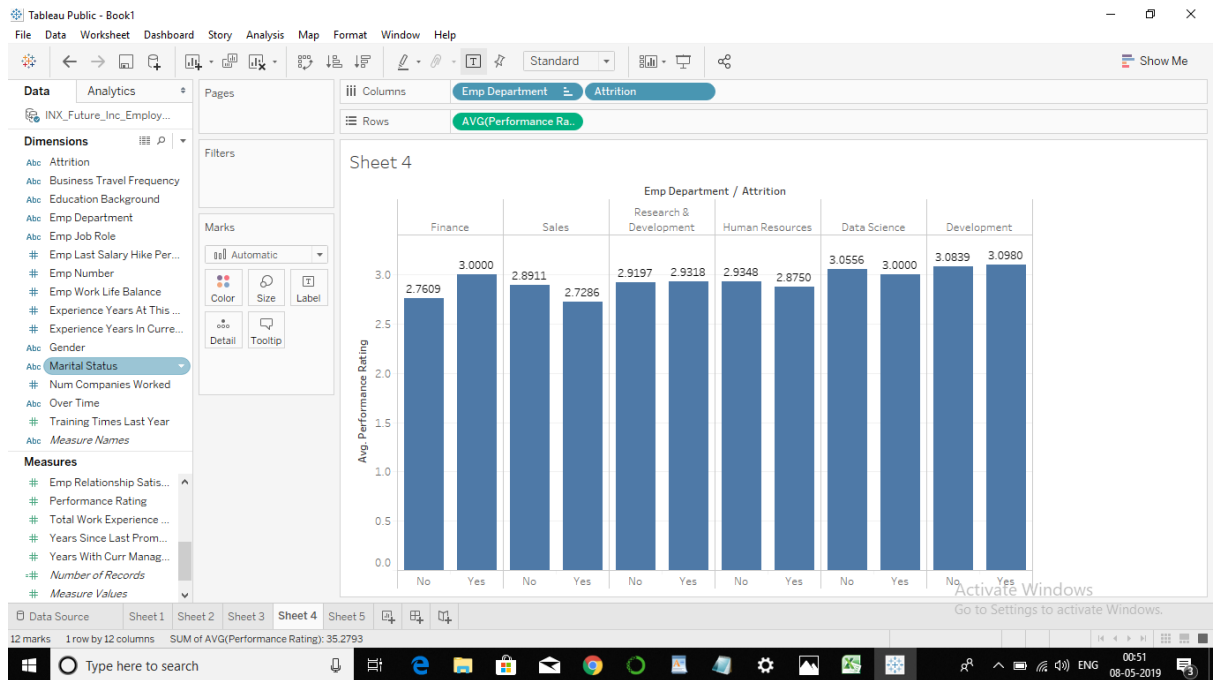 Tableau Public - Book1
File Data Worksheet Dashboard Story Analysis Map Format Window Help
Standard
Show Me
Data Analytics
INX_Future_Inc_Employ...
Dimensions
Abc Attrition
Abc Business Travel Frequency
Abc Education Background
Abc Emp Department
Abc Emp Job Role
# Emp Last Salary Hike Per...
# Emp Number
# Emp Work Life Balance
# Experience Years At This ...
# Experience Years In Curre...
Abc Gender
Abc Marital Status
# Num Companies Worked
Abc Over Time
# Training Times Last Year
Abc Measure Names
Measures
# Emp Relationship Satis...
# Performance Rating
# Total Work Experience ...
# Years Since Last Prom...
# Years With Curr Manag...
=# Number of Records
# Measure Values
Pages
Filters
Marks
Automatic
Color Size Label
Detail Tooltip
iii Columns Emp Department Attrition
Rows AVG(Performance Ra..
Sheet 4
Emp Department / Attrition
Finance Sales Research & Development Human Resources Data Science Development
2.7609 3.0000 2.8911 2.7286 2.9197 2.9318 2.9348 2.8750 3.0556 3.0000 3.0839 3.0980
Avg. Performance Rating
3.0
2.5
2.0
1.5
1.0
0.5
0.0
No Yes No Yes No Yes No Yes No Yes No Yes
Activate Windows
Go to Settings to activate Windows.
Data Source Sheet 1 Sheet 2 Sheet 3 Sheet 4 Sheet 5
12 marks 1 row by 12 columns SUM of AVG(Performance Rating): 35.2793
Type here to search
ENG
00:51
08-05-2019
3